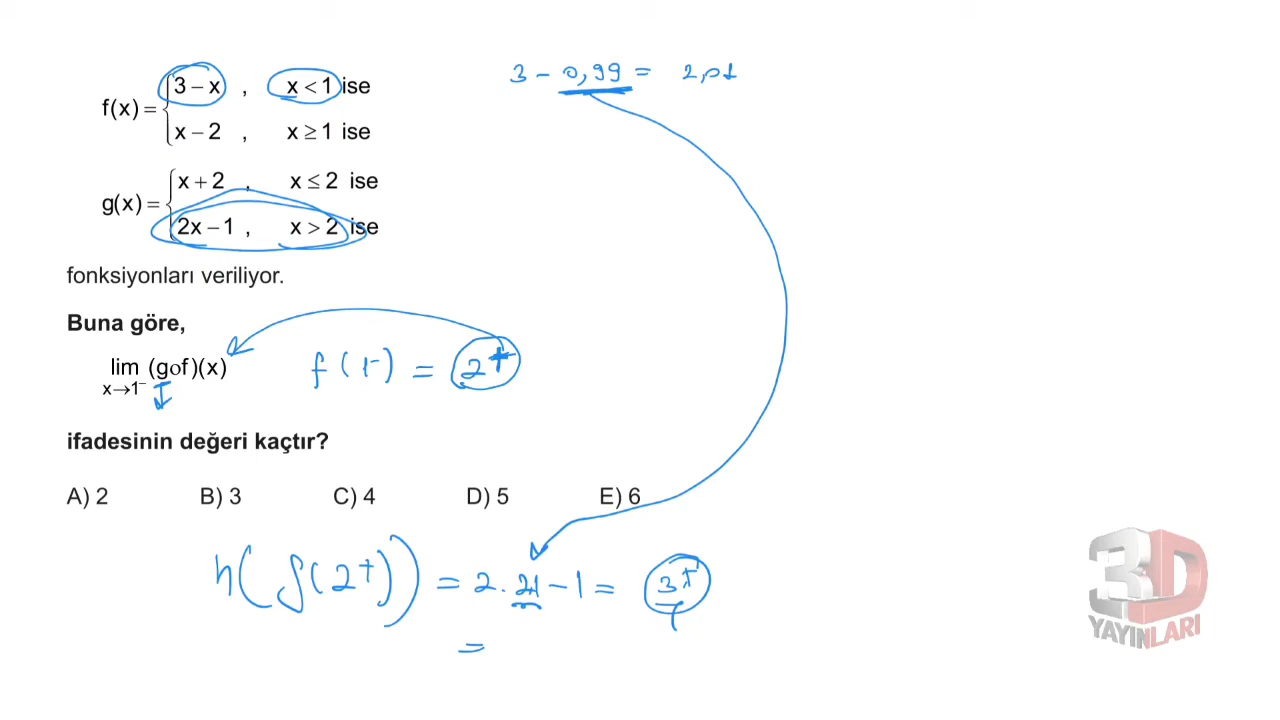 3 - 0,99 = 2,01
f(x) = { 3 – x , x < 1 ise
x – 2 , x ≥ 1 ise
g(x) = { x + 2 , x ≤ 2 ise
2x – 1 , x > 2 ise
fonksiyonları veriliyor.
Buna göre,
lim (gof)(x) f(1⁻) = 2⁺
x→1⁻
ifadesinin değeri kaçtır?
A) 2 B) 3 C) 4 D) 5 E) 6
h( g(2⁺)) = 2 . 2⁺ - 1 = 3⁺
=
3D
YAYINLARI